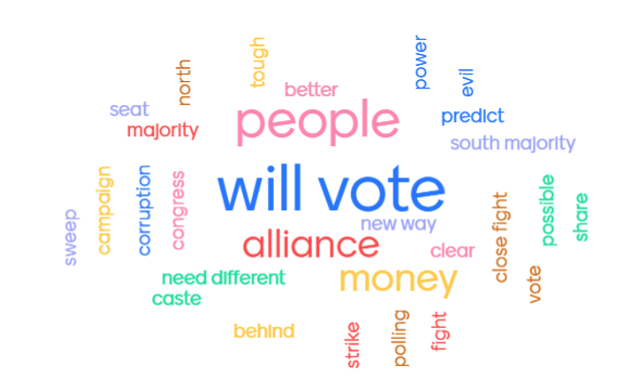 power
tough
north
evil
better
seat
people
predict
majority
south majority
will vote
campaign
corruption
congress
possible
share
close fight
sweep
new way
alliance
clear
need different
money
vote
caste
behind
strike
polling
fight